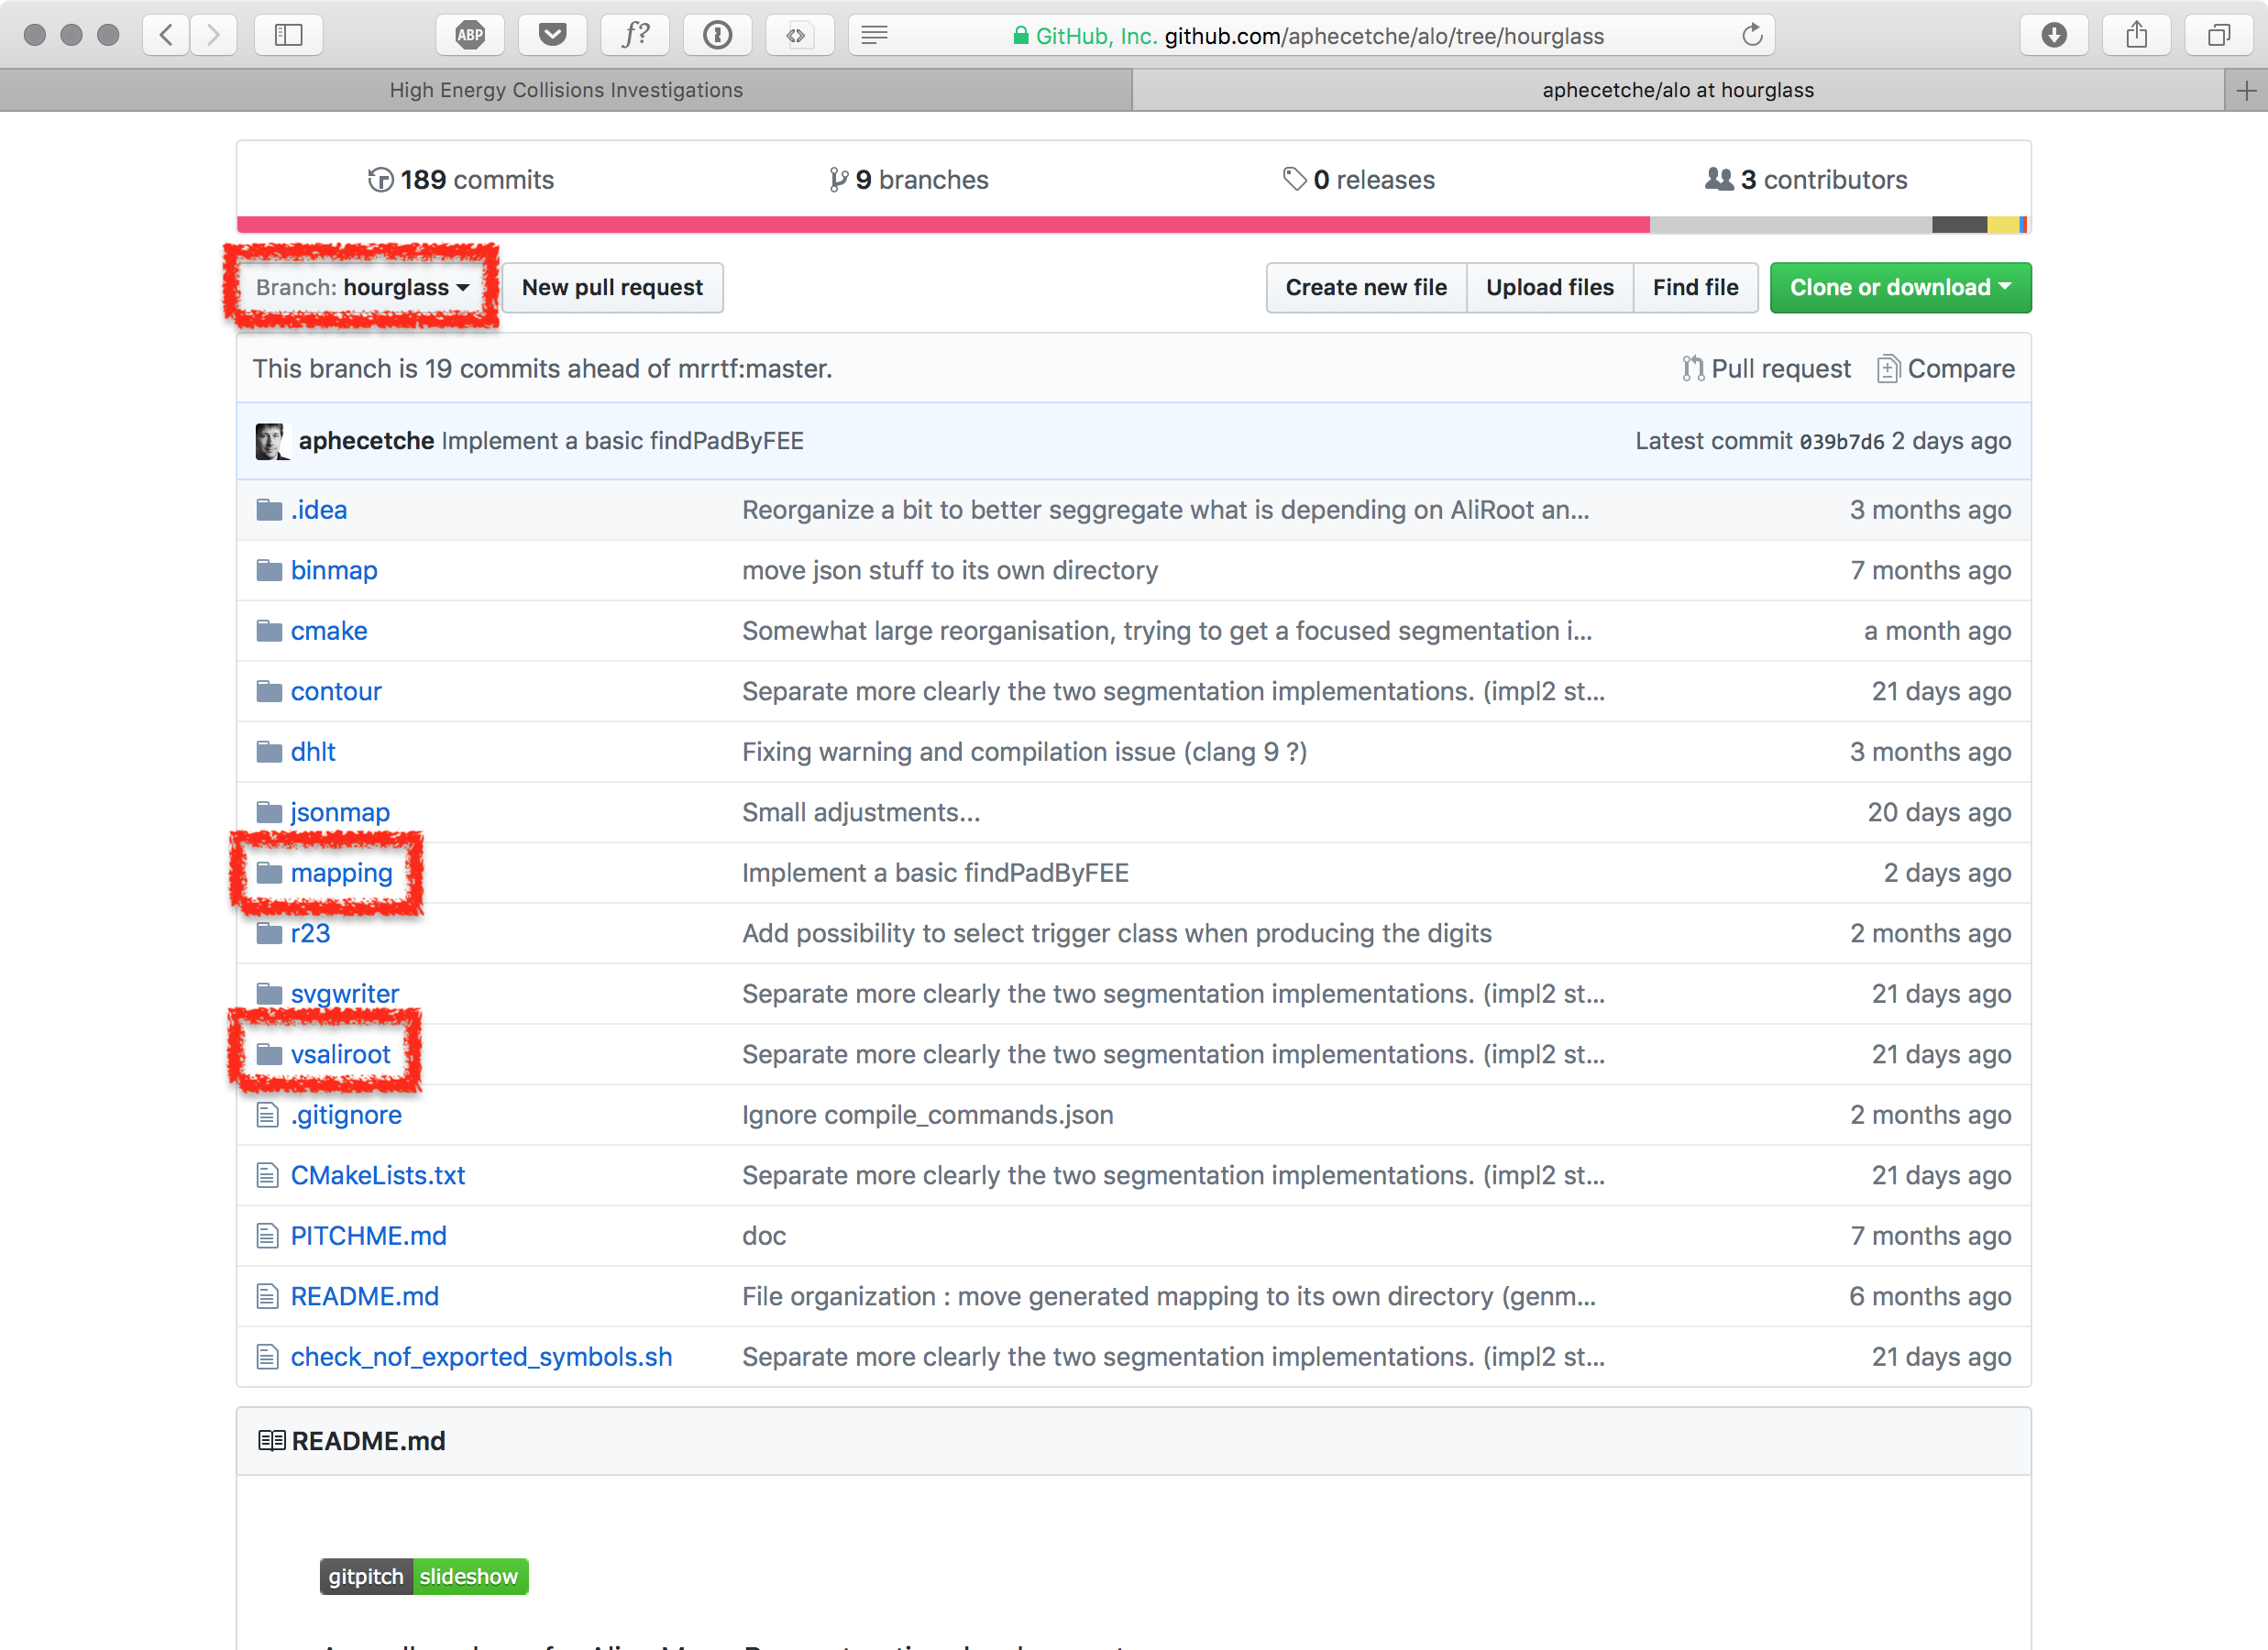 ABP
f?
GitHub, Inc. github.com/aphecetche/alo/tree/hourglass
High Energy Collisions Investigations
aphecetche/alo at hourglass
189 commits
9 branches
0 releases
3 contributors
Branch: hourglass
New pull request
Create new file
Upload files
Find file
Clone or download
This branch is 19 commits ahead of mrrtf:master.
Pull request
Compare
aphecetche Implement a basic findPadByFEE
Latest commit 039b7d6 2 days ago
.idea Reorganize a bit to better seggregate what is depending on AliRoot an... 3 months ago
binmap move json stuff to its own directory 7 months ago
cmake Somewhat large reorganisation, trying to get a focused segmentation i... a month ago
contour Separate more clearly the two segmentation implementations. (impl2 st... 21 days ago
dhlt Fixing warning and compilation issue (clang 9 ?) 3 months ago
jsonmap Small adjustments... 20 days ago
mapping Implement a basic findPadByFEE 2 days ago
r23 Add possibility to select trigger class when producing the digits 2 months ago
svgwriter Separate more clearly the two segmentation implementations. (impl2 st... 21 days ago
vsaliroot Separate more clearly the two segmentation implementations. (impl2 st... 21 days ago
.gitignore Ignore compile_commands.json 2 months ago
CMakeLists.txt Separate more clearly the two segmentation implementations. (impl2 st... 21 days ago
PITCHME.md doc 7 months ago
README.md File organization : move generated mapping to its own directory (genm... 6 months ago
check_nof_exported_symbols.sh Separate more clearly the two segmentation implementations. (impl2 st... 21 days ago
README.md
gitpitch slideshow